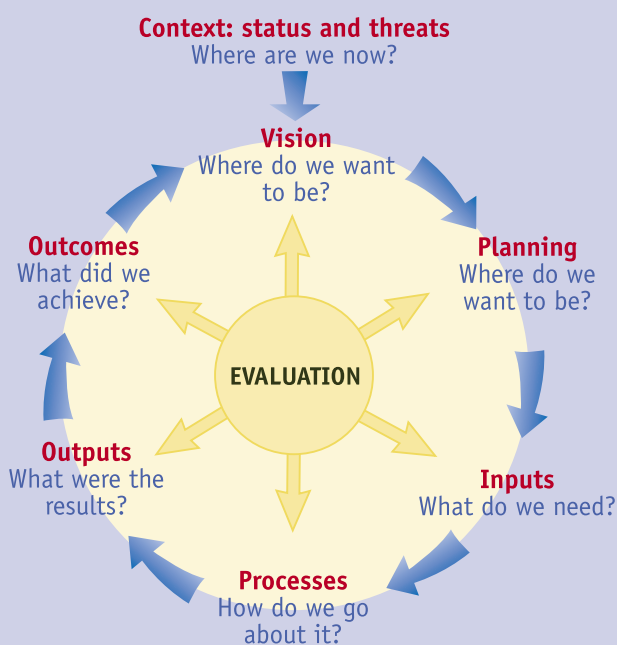 Context: status and threats
Where are we now?
Vision
Where do we want
to be?
Planning
Where do we
want to be?
Inputs
What do we need?
Processes
How do we go
about it?
Outputs
What were the
results?
Outcomes
What did we
achieve?
EVALUATION